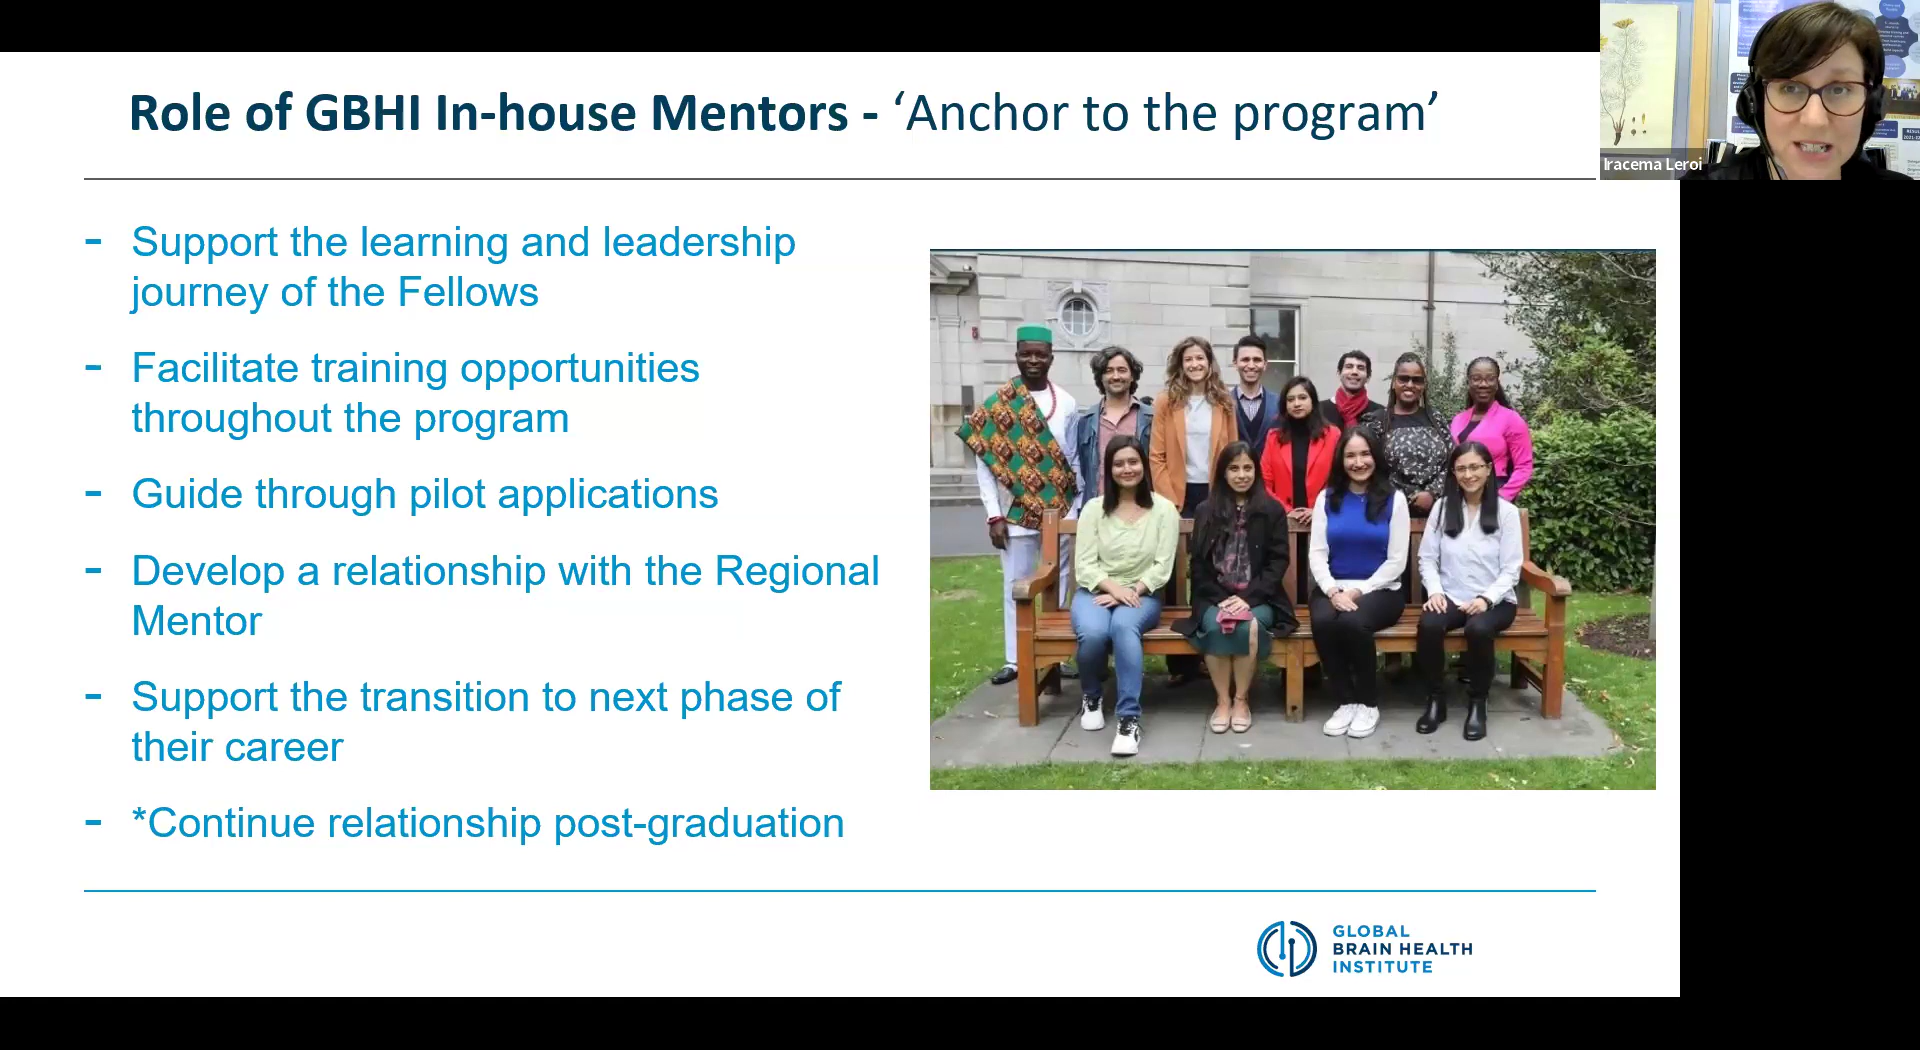 Role of GBHI In-house Mentors - ‘Anchor to the program’
Iracema Leroi
- Support the learning and leadership
journey of the Fellows
- Facilitate training opportunities
throughout the program
- Guide through pilot applications
- Develop a relationship with the Regional
Mentor
- Support the transition to next phase of
their career
- *Continue relationship post-graduation
GLOBAL
BRAIN HEALTH
INSTITUTE